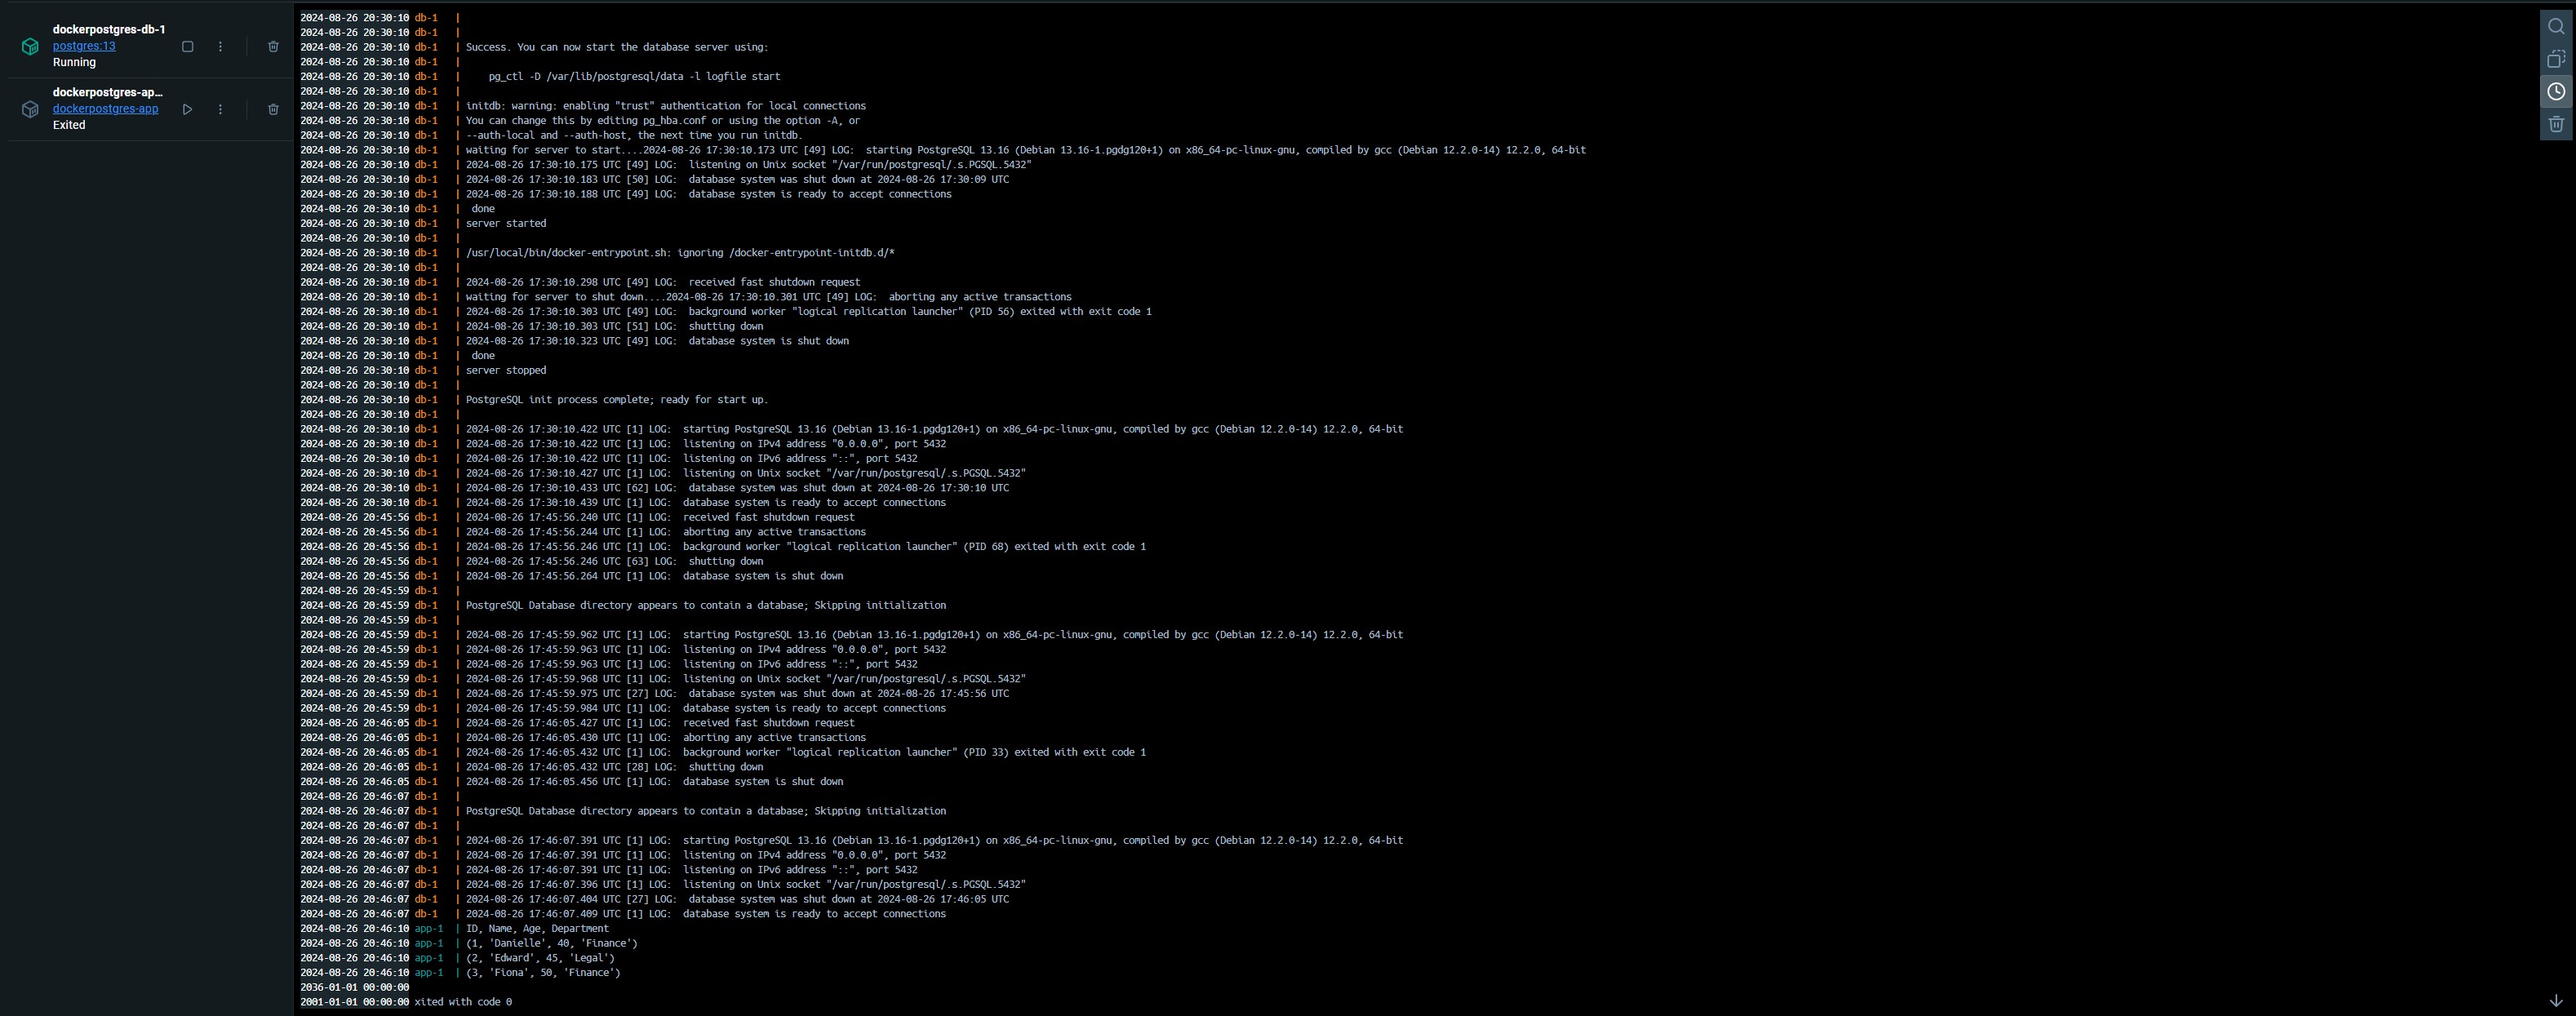 dockerpostgres-db-1
postgres:13
Running
dockerpostgres-ap...
dockerpostgres-app
Exited
2024-08-26 20:30:10 db-1 |
2024-08-26 20:30:10 db-1 |
2024-08-26 20:30:10 db-1 | Success. You can now start the database server using:
2024-08-26 20:30:10 db-1 |
2024-08-26 20:30:10 db-1 | pg_ctl -D /var/lib/postgresql/data -l logfile start
2024-08-26 20:30:10 db-1 |
2024-08-26 20:30:10 db-1 | initdb: warning: enabling "trust" authentication for local connections
2024-08-26 20:30:10 db-1 | You can change this by editing pg_hba.conf or using the option -A, or
2024-08-26 20:30:10 db-1 | --auth-local and --auth-host, the next time you run initdb.
2024-08-26 20:30:10 db-1 | waiting for server to start....2024-08-26 17:30:10.173 UTC [49] LOG:  starting PostgreSQL 13.16 (Debian 13.16-1.pgdg120+1) on x86_64-pc-linux-gnu, compiled by gcc (Debian 12.2.0-14) 12.2.0, 64-bit
2024-08-26 20:30:10 db-1 | 2024-08-26 17:30:10.175 UTC [49] LOG:  listening on Unix socket "/var/run/postgresql/.s.PGSQL.5432"
2024-08-26 20:30:10 db-1 | 2024-08-26 17:30:10.183 UTC [50] LOG:  database system was shut down at 2024-08-26 17:30:09 UTC
2024-08-26 20:30:10 db-1 | 2024-08-26 17:30:10.188 UTC [49] LOG:  database system is ready to accept connections
2024-08-26 20:30:10 db-1 | done
2024-08-26 20:30:10 db-1 | server started
2024-08-26 20:30:10 db-1 |
2024-08-26 20:30:10 db-1 | /usr/local/bin/docker-entrypoint.sh: ignoring /docker-entrypoint-initdb.d/*
2024-08-26 20:30:10 db-1 |
2024-08-26 20:30:10 db-1 | 2024-08-26 17:30:10.298 UTC [49] LOG:  received fast shutdown request
2024-08-26 20:30:10 db-1 | waiting for server to shut down....2024-08-26 17:30:10.301 UTC [49] LOG:  aborting any active transactions
2024-08-26 20:30:10 db-1 | 2024-08-26 17:30:10.303 UTC [49] LOG:  background worker "logical replication launcher" (PID 56) exited with exit code 1
2024-08-26 20:30:10 db-1 | 2024-08-26 17:30:10.303 UTC [51] LOG:  shutting down
2024-08-26 20:30:10 db-1 | 2024-08-26 17:30:10.323 UTC [49] LOG:  database system is shut down
2024-08-26 20:30:10 db-1 | done
2024-08-26 20:30:10 db-1 | server stopped
2024-08-26 20:30:10 db-1 |
2024-08-26 20:30:10 db-1 | PostgreSQL init process complete; ready for start up.
2024-08-26 20:30:10 db-1 |
2024-08-26 20:30:10 db-1 | 2024-08-26 17:30:10.422 UTC [1] LOG:  starting PostgreSQL 13.16 (Debian 13.16-1.pgdg120+1) on x86_64-pc-linux-gnu, compiled by gcc (Debian 12.2.0-14) 12.2.0, 64-bit
2024-08-26 20:30:10 db-1 | 2024-08-26 17:30:10.422 UTC [1] LOG:  listening on IPv4 address "0.0.0.0", port 5432
2024-08-26 20:30:10 db-1 | 2024-08-26 17:30:10.422 UTC [1] LOG:  listening on IPv6 address "::", port 5432
2024-08-26 20:30:10 db-1 | 2024-08-26 17:30:10.427 UTC [1] LOG:  listening on Unix socket "/var/run/postgresql/.s.PGSQL.5432"
2024-08-26 20:30:10 db-1 | 2024-08-26 17:30:10.433 UTC [62] LOG:  database system was shut down at 2024-08-26 17:30:10 UTC
2024-08-26 20:30:10 db-1 | 2024-08-26 17:30:10.439 UTC [1] LOG:  database system is ready to accept connections
2024-08-26 20:45:56 db-1 | 2024-08-26 17:45:56.240 UTC [1] LOG:  received fast shutdown request
2024-08-26 20:45:56 db-1 | 2024-08-26 17:45:56.244 UTC [1] LOG:  aborting any active transactions
2024-08-26 20:45:56 db-1 | 2024-08-26 17:45:56.246 UTC [1] LOG:  background worker "logical replication launcher" (PID 68) exited with exit code 1
2024-08-26 20:45:56 db-1 | 2024-08-26 17:45:56.246 UTC [63] LOG:  shutting down
2024-08-26 20:45:56 db-1 | 2024-08-26 17:45:56.264 UTC [1] LOG:  database system is shut down
2024-08-26 20:45:59 db-1 |
2024-08-26 20:45:59 db-1 | PostgreSQL Database directory appears to contain a database; Skipping initialization
2024-08-26 20:45:59 db-1 |
2024-08-26 20:45:59 db-1 | 2024-08-26 17:45:59.962 UTC [1] LOG:  starting PostgreSQL 13.16 (Debian 13.16-1.pgdg120+1) on x86_64-pc-linux-gnu, compiled by gcc (Debian 12.2.0-14) 12.2.0, 64-bit
2024-08-26 20:45:59 db-1 | 2024-08-26 17:45:59.963 UTC [1] LOG:  listening on IPv4 address "0.0.0.0", port 5432
2024-08-26 20:45:59 db-1 | 2024-08-26 17:45:59.963 UTC [1] LOG:  listening on IPv6 address "::", port 5432
2024-08-26 20:45:59 db-1 | 2024-08-26 17:45:59.968 UTC [1] LOG:  listening on Unix socket "/var/run/postgresql/.s.PGSQL.5432"
2024-08-26 20:45:59 db-1 | 2024-08-26 17:45:59.975 UTC [27] LOG:  database system was shut down at 2024-08-26 17:45:56 UTC
2024-08-26 20:45:59 db-1 | 2024-08-26 17:45:59.984 UTC [1] LOG:  database system is ready to accept connections
2024-08-26 20:46:05 db-1 | 2024-08-26 17:46:05.427 UTC [1] LOG:  received fast shutdown request
2024-08-26 20:46:05 db-1 | 2024-08-26 17:46:05.430 UTC [1] LOG:  aborting any active transactions
2024-08-26 20:46:05 db-1 | 2024-08-26 17:46:05.432 UTC [1] LOG:  background worker "logical replication launcher" (PID 33) exited with exit code 1
2024-08-26 20:46:05 db-1 | 2024-08-26 17:46:05.432 UTC [28] LOG:  shutting down
2024-08-26 20:46:05 db-1 | 2024-08-26 17:46:05.456 UTC [1] LOG:  database system is shut down
2024-08-26 20:46:07 db-1 |
2024-08-26 20:46:07 db-1 | PostgreSQL Database directory appears to contain a database; Skipping initialization
2024-08-26 20:46:07 db-1 |
2024-08-26 20:46:07 db-1 | 2024-08-26 17:46:07.391 UTC [1] LOG:  starting PostgreSQL 13.16 (Debian 13.16-1.pgdg120+1) on x86_64-pc-linux-gnu, compiled by gcc (Debian 12.2.0-14) 12.2.0, 64-bit
2024-08-26 20:46:07 db-1 | 2024-08-26 17:46:07.391 UTC [1] LOG:  listening on IPv4 address "0.0.0.0", port 5432
2024-08-26 20:46:07 db-1 | 2024-08-26 17:46:07.391 UTC [1] LOG:  listening on IPv6 address "::", port 5432
2024-08-26 20:46:07 db-1 | 2024-08-26 17:46:07.396 UTC [1] LOG:  listening on Unix socket "/var/run/postgresql/.s.PGSQL.5432"
2024-08-26 20:46:07 db-1 | 2024-08-26 17:46:07.404 UTC [27] LOG:  database system was shut down at 2024-08-26 17:46:05 UTC
2024-08-26 20:46:07 db-1 | 2024-08-26 17:46:07.409 UTC [1] LOG:  database system is ready to accept connections
2024-08-26 20:46:10 app-1 | ID, Name, Age, Department
2024-08-26 20:46:10 app-1 | (1, 'Danielle', 40, 'Finance')
2024-08-26 20:46:10 app-1 | (2, 'Edward', 45, 'Legal')
2024-08-26 20:46:10 app-1 | (3, 'Fiona', 50, 'Finance')
2036-01-01 00:00:00
2001-01-01 00:00:00 xited with code 0